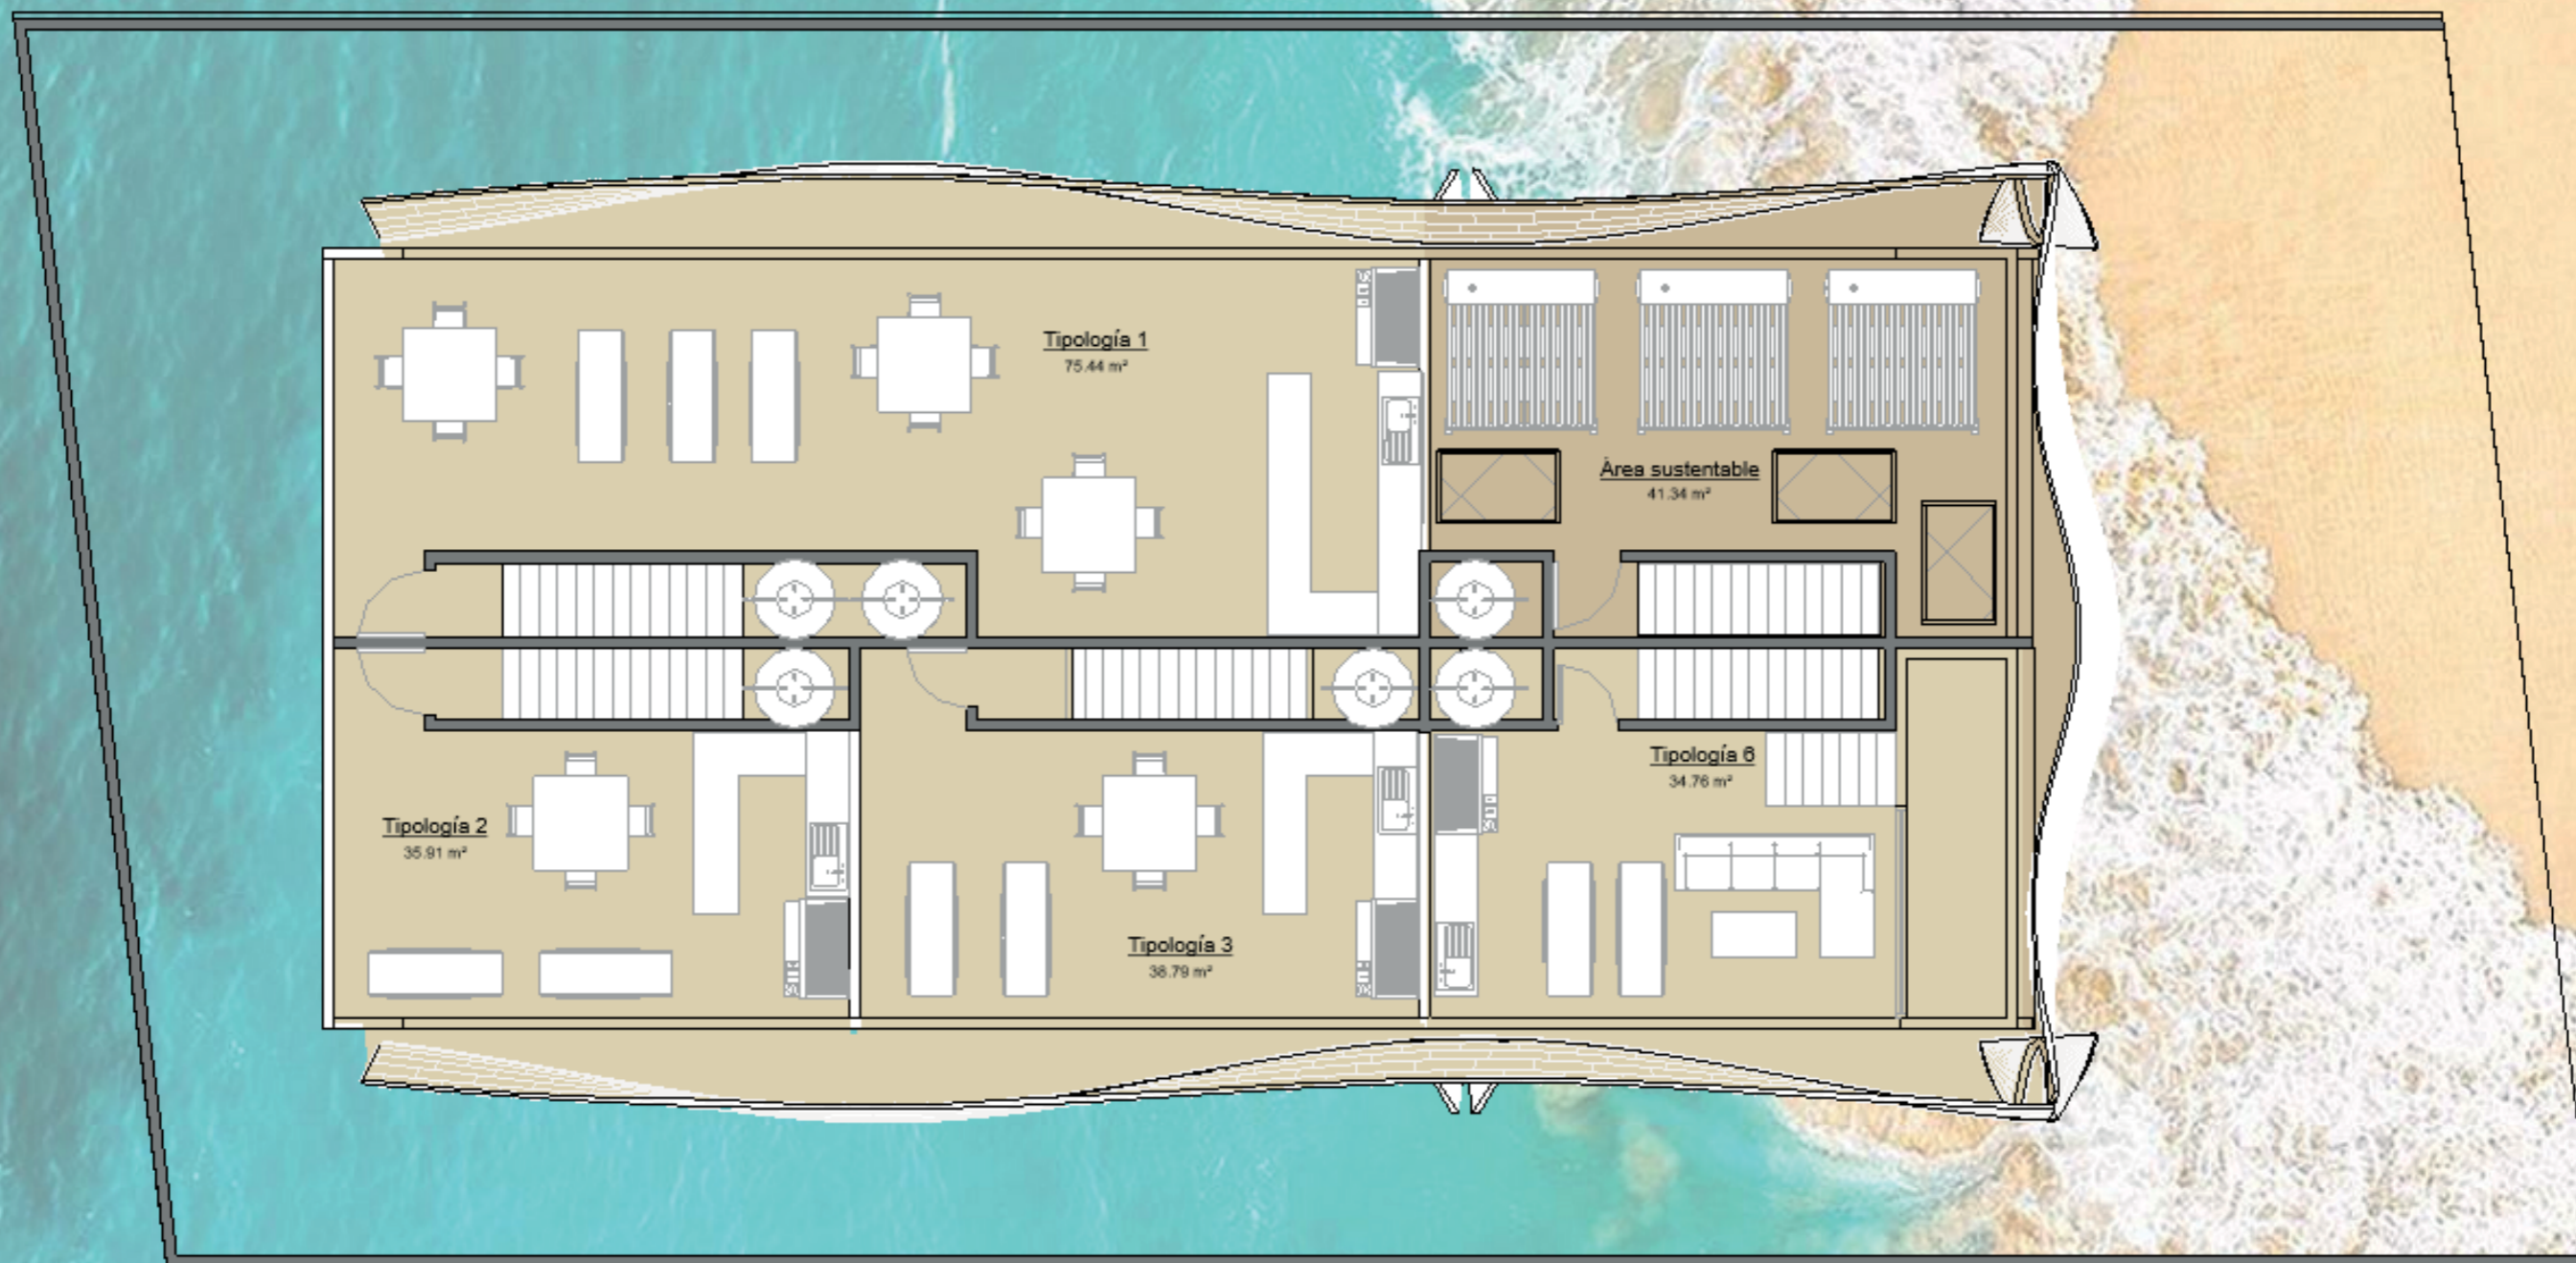 Tipología 1
75.44 m²
Área sustentable
41.34 m²
Tipología 6
34.76 m²
Tipología 2
35.91 m²
Tipología 3
38.79 m²